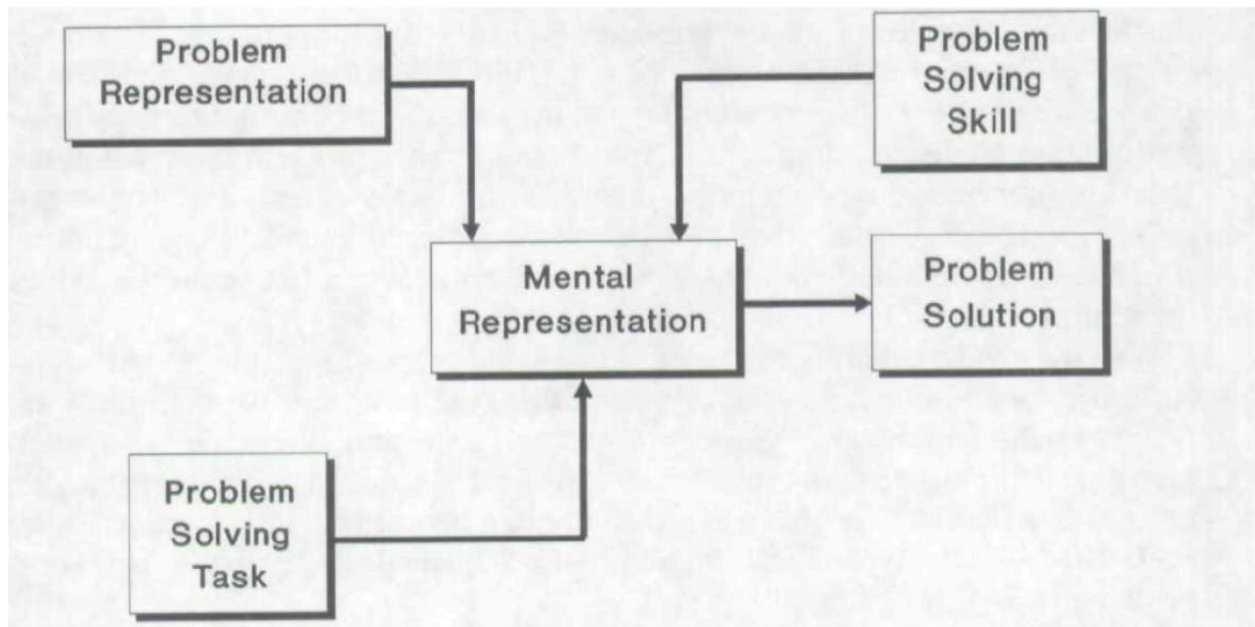 Problem
Representation
Problem
Solving
Skill
Mental
Representation
Problem
Solution
Problem
Solving
Task